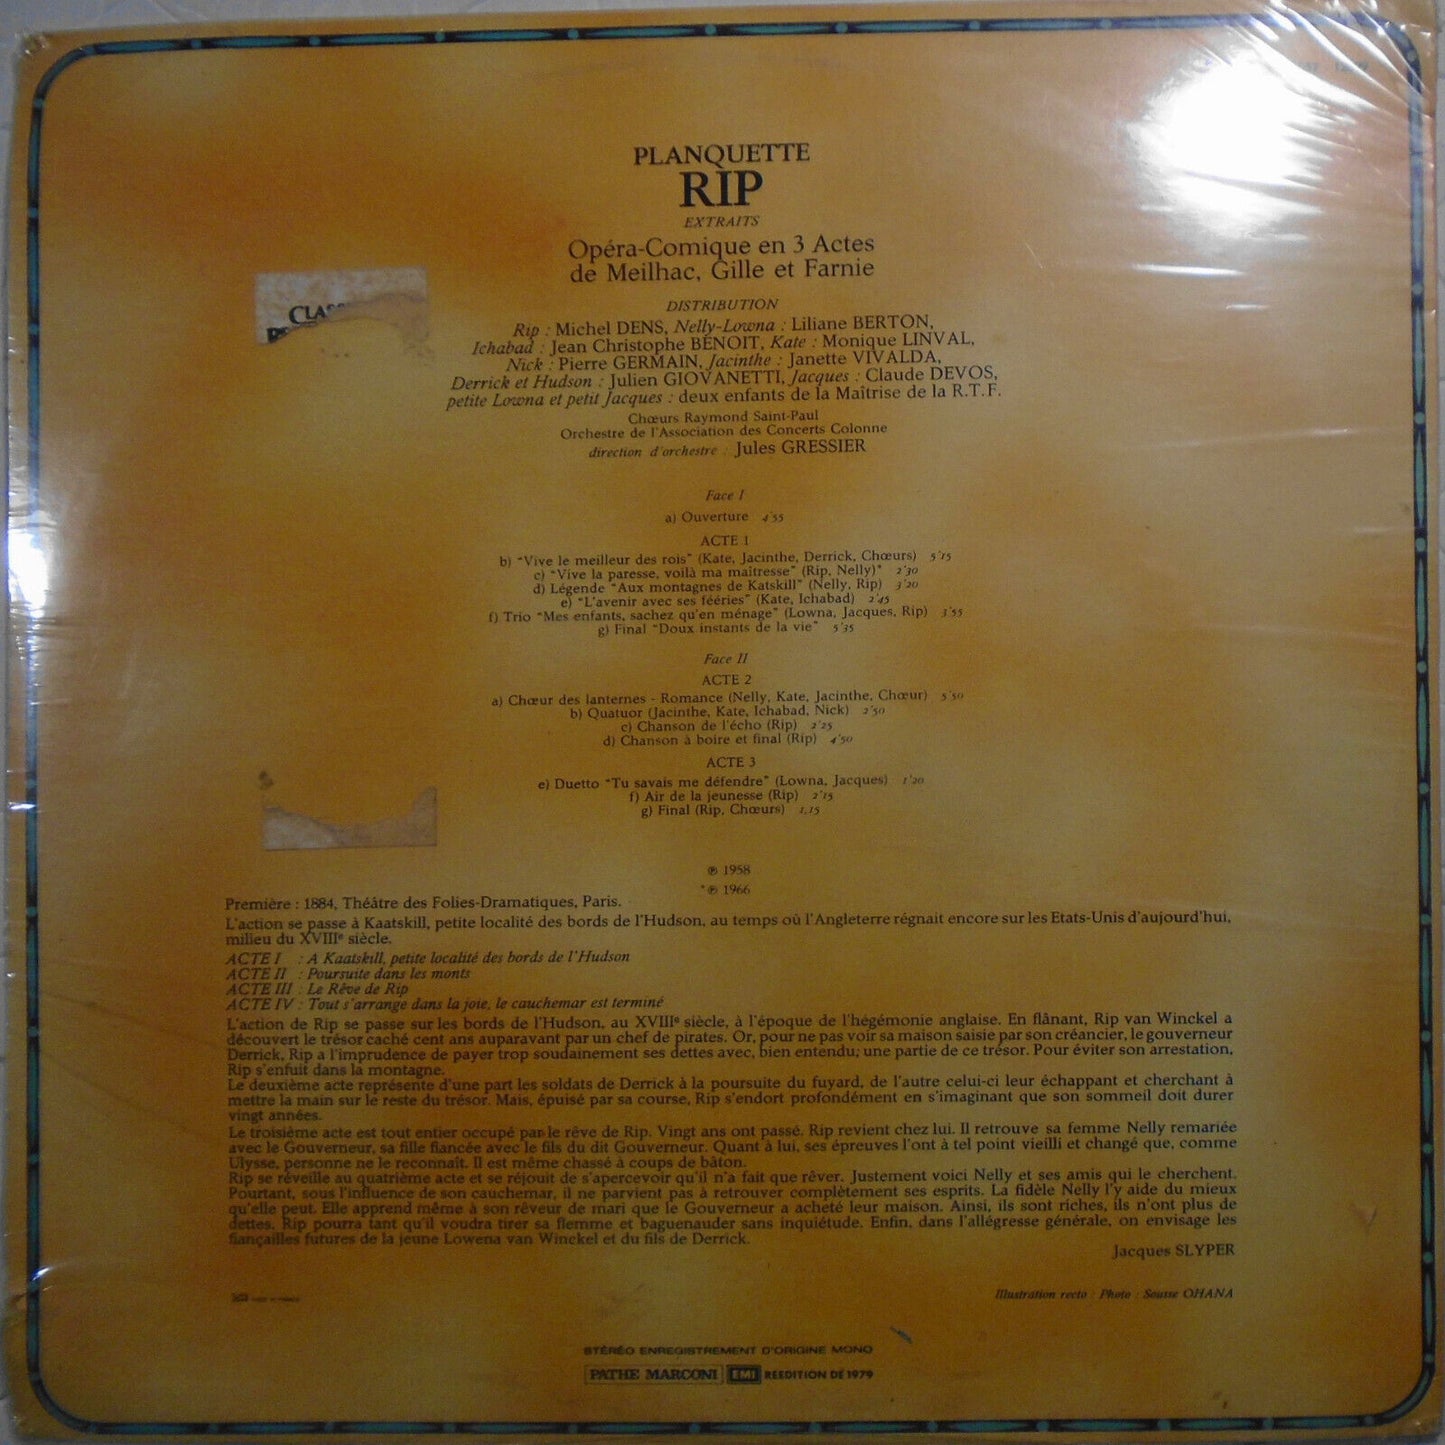 PLANQUETTE
RIP
EXTRAITS
Opéra-Comique en 3 Actes
de Meilhac, Gille et Farnie
DISTRIBUTION
Rip : Michel DENS, Nelly-Lowna : Liliane BERTON,
Ichabad : Jean Christophe BENOIT, Kate : Monique LINVAL,
Nick : Pierre GERMAIN, Jacinthe : Janette VIVALDA,
Derrick et Hudson : Julien GIOVANETTI, Jacques : Claude DEVOS,
petite Lowna et petit Jacques : deux enfants de la Maîtrise de la R.T.F.
Chœurs Raymond Saint-Paul
Orchestre de l'Association des Concerts Colonne
direction d'orchestre : Jules GRESSIER
Face I
a) Ouverture 4'55
ACTE 1
b) "Vive le meilleur des rois" (Kate, Jacinthe, Derrick, Chœurs) 5'15
c) "Vive la paresse, voilà ma maîtresse" (Rip, Nelly)* 2'30
d) Légende "Aux montagnes de Katskill" (Nelly, Rip) 3'20
e) "L'avenir avec ses féeries" (Kate, Ichabad) 2'45
f) Trio "Mes enfants, sachez qu'en ménage" (Lowna, Jacques, Rip) 3'55
g) Final "Doux instants de la vie" 5'35
Face II
ACTE 2
a) Chœur des lanternes - Romance (Nelly, Kate, Jacinthe, Chœur) 5'50
b) Quatuor (Jacinthe, Kate, Ichabad, Nick) 2'50
c) Chanson de l'écho (Rip) 2'25
d) Chanson à boire et final (Rip) 4'50
ACTE 3
e) Duetto "Tu savais me défendre" (Lowna, Jacques) 1'20
f) Air de la jeunesse (Rip) 2'15
g) Final (Rip, Chœurs) 1,15
℗ 1958
*℗ 1966
Première : 1884, Théâtre des Folies-Dramatiques, Paris.
L'action se passe à Kaatskill, petite localité des bords de l'Hudson, au temps où l'Angleterre régnait encore sur les Etats-Unis d'aujourd'hui,
milieu du XVIIIe siècle.
ACTE I : A Kaatskill, petite localité des bords de l'Hudson
ACTE II : Poursuite dans les monts
ACTE III : Le Rêve de Rip
ACTE IV : Tout s'arrange dans la joie, le cauchemar est terminé
L'action de Rip se passe sur les bords de l'Hudson, au XVIIIe siècle, à l'époque de l'hégémonie anglaise. En flânant, Rip van Winckel a
découvert le trésor caché cent ans auparavant par un chef de pirates. Or, pour ne pas voir sa maison saisie par son créancier, le gouverneur
Derrick, Rip a l'imprudence de payer trop soudainement ses dettes avec, bien entendu, une partie de ce trésor. Pour éviter son arrestation,
Rip s'enfuit dans la montagne.
Le deuxième acte représente d'une part les soldats de Derrick à la poursuite du fuyard, de l'autre celui-ci leur échappant et cherchant à
mettre la main sur le reste du trésor. Mais, épuisé par sa course, Rip s'endort profondément en s'imaginant que son sommeil doit durer
vingt années.
Le troisième acte est tout entier occupé par le rêve de Rip. Vingt ans ont passé. Rip revient chez lui. Il retrouve sa femme Nelly remariée
avec le Gouverneur, sa fille fiancée avec le fils du dit Gouverneur. Quant à lui, ses épreuves l'ont à tel point vieilli et changé que, comme
Ulysse, personne ne le reconnaît. Il est même chassé à coups de bâton.
Rip se réveille au quatrième acte et se réjouit de s'apercevoir qu'il n'a fait que rêver. Justement voici Nelly et ses amis qui le cherchent.
Pourtant, sous l'influence de son cauchemar, il ne parvient pas à retrouver complètement ses esprits. La fidèle Nelly l'y aide du mieux
qu'elle peut. Elle apprend même à son rêveur de mari que le Gouverneur a acheté leur maison. Ainsi, ils sont riches, ils n'ont plus de
dettes. Rip pourra tant qu'il voudra tirer sa flemme et baguenauder sans inquiétude. Enfin, dans l'allégresse générale, on envisage les
fiançailles futures de la jeune Lowena van Winckel et du fils de Derrick.
Jacques SLYPER
Illustration recto : Photo : Sousse OHANA
STÉRÉO ENREGISTREMENT D'ORIGINE MONO
PATHE MARCONI EMI REEDITION DE 1979